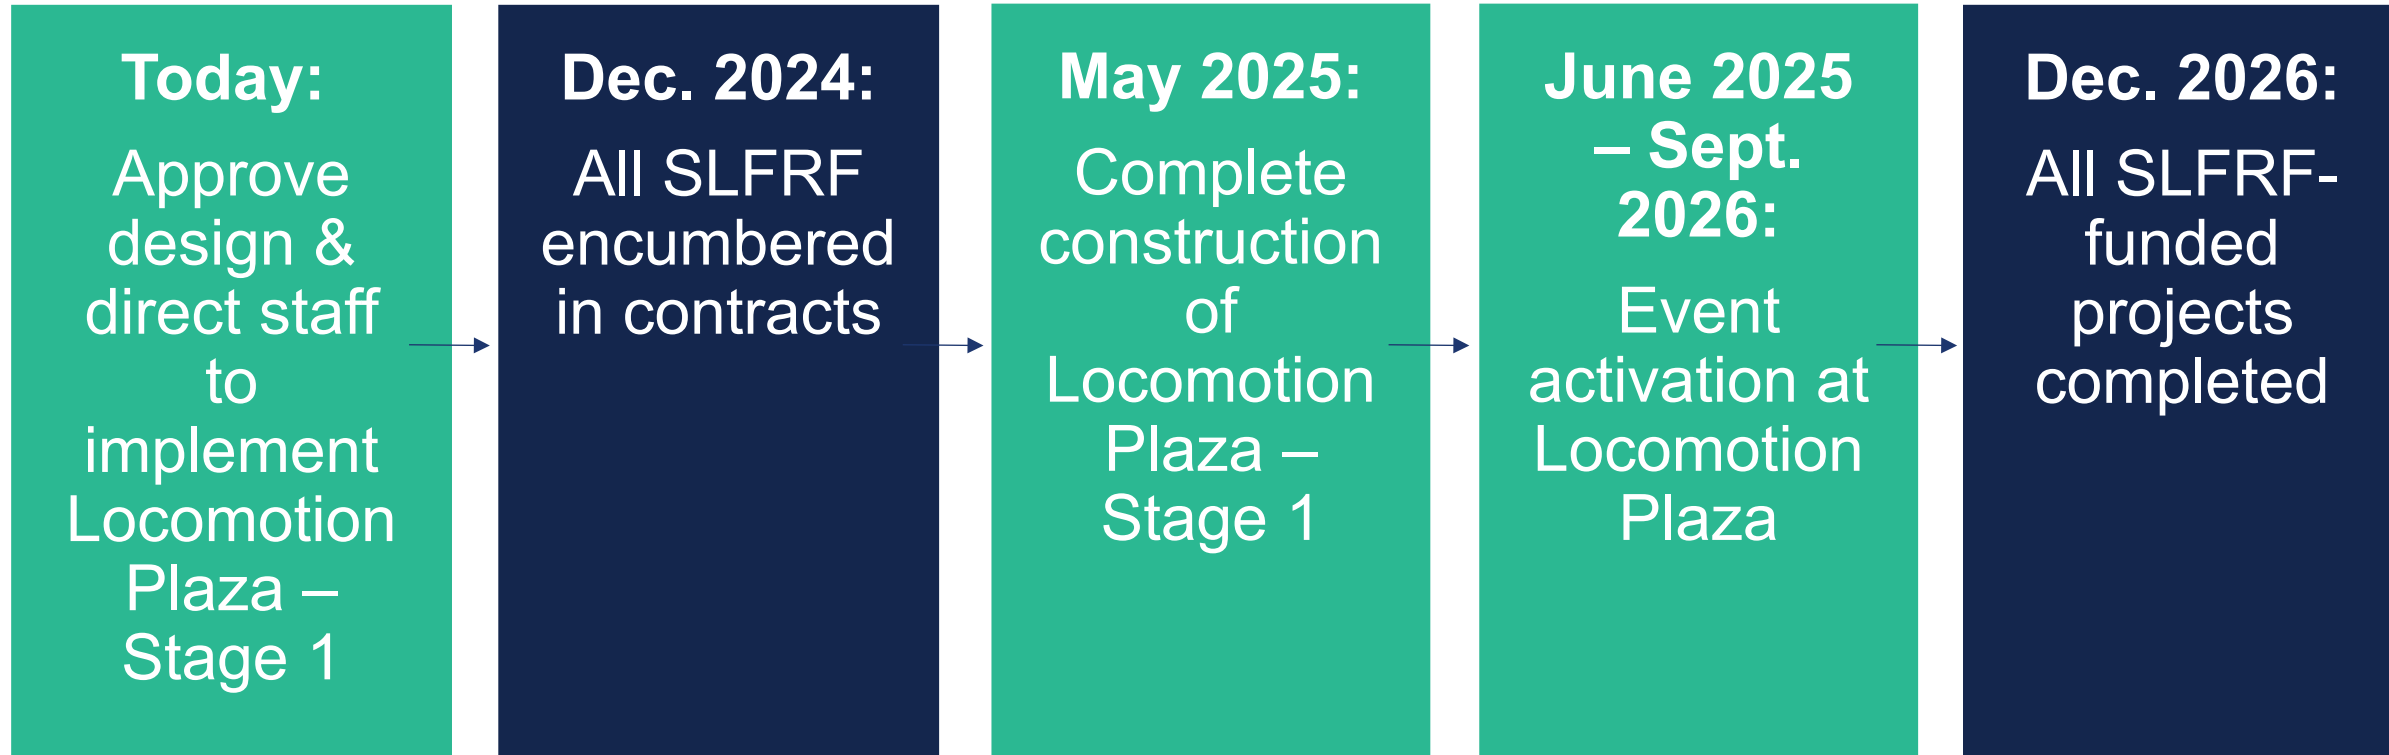 Today:
Approve
design &
direct staff
to
implement
Locomotion
Plaza –
Stage 1
Dec. 2024:
All SLFRF
encumbered
in contracts
May 2025:
Complete
construction
of
Locomotion
Plaza –
Stage 1
June 2025
– Sept.
2026:
Event
activation at
Locomotion
Plaza
Dec. 2026:
All SLFRF-
funded
projects
completed